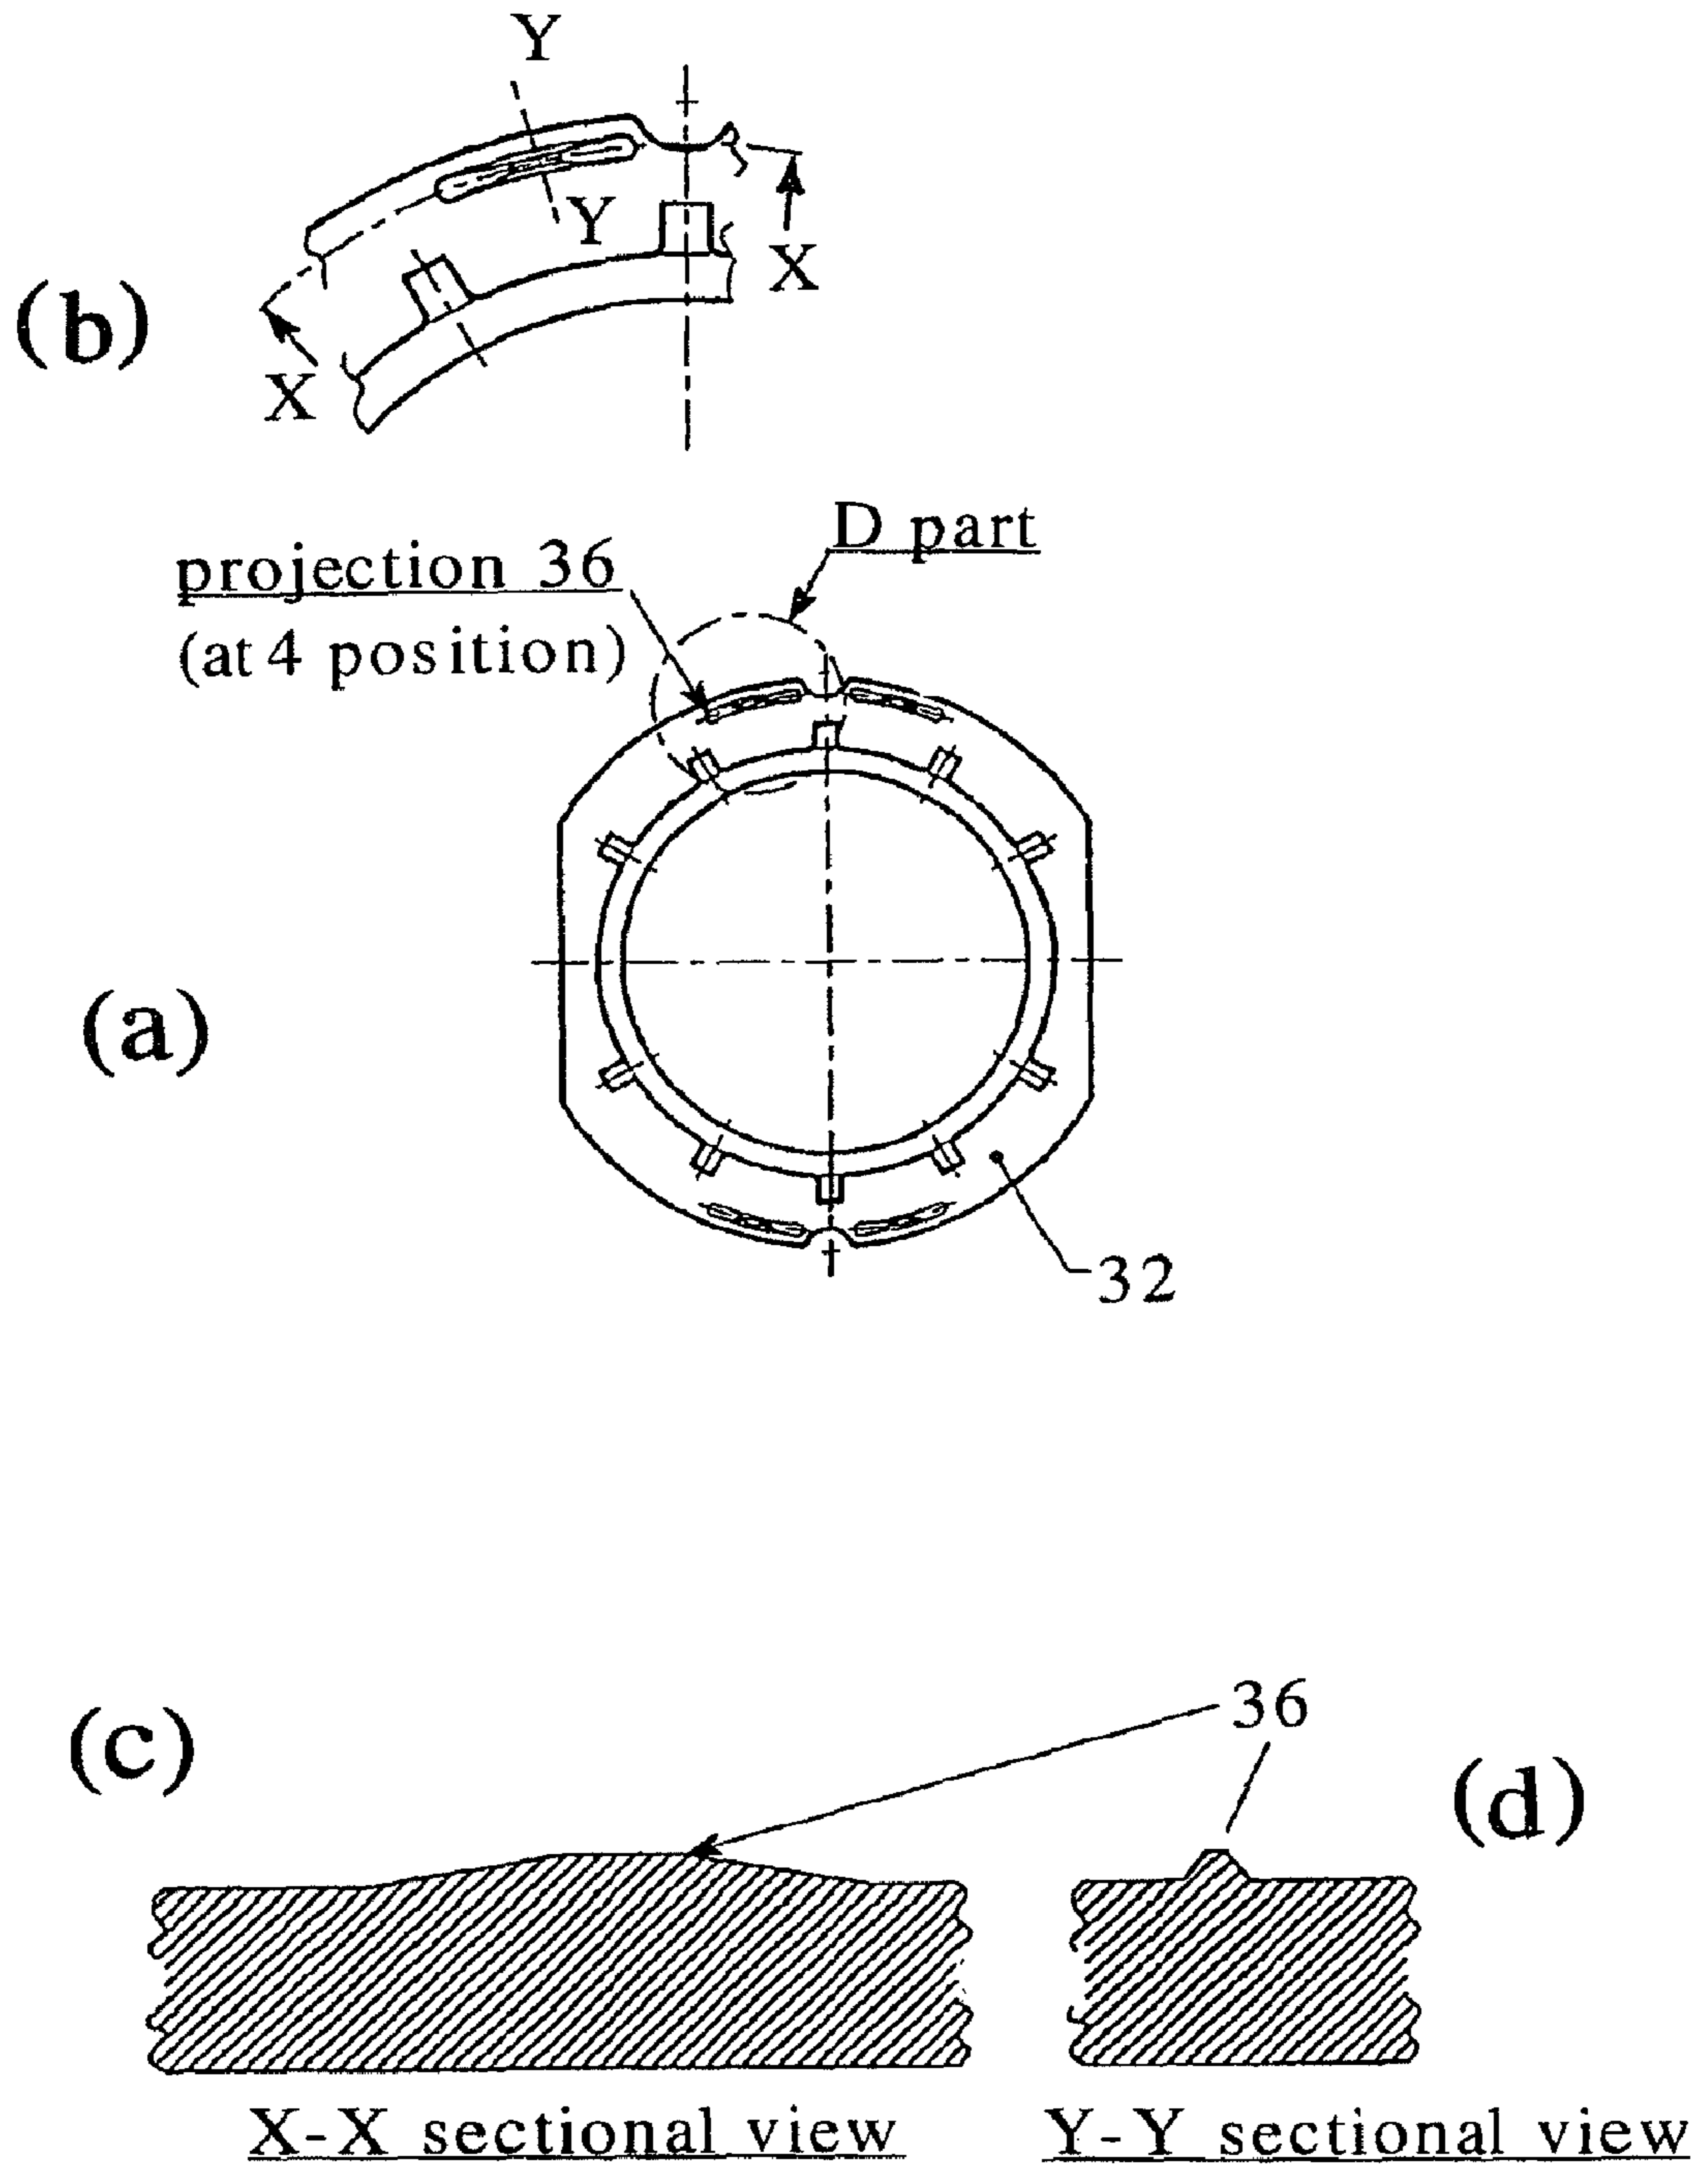 Y
Y
X
(b)
X
D part
projection 36
(at 4 position)
(a)
32
36
(c)
(d)
X-X sectional view
Y-Y sectional view